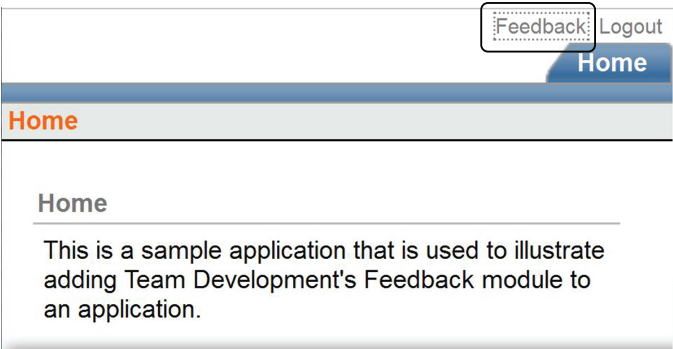 Feedback Logout
Home
Home
Home
This is a sample application that is used to illustrate
adding Team Development's Feedback module to
an application.